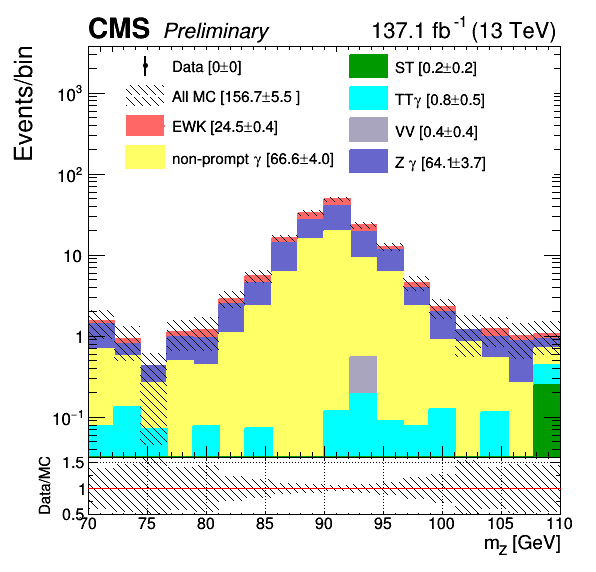 CMS Preliminary 137.1 fb⁻¹ (13 TeV)
Events/bin
Data [0±0]
All MC [156.7±5.5 ]
EWK [24.5±0.4]
non-prompt γ [66.6±4.0]
ST [0.2±0.2]
TTγ [0.8±0.5]
VV [0.4±0.4]
Z γ [64.1±3.7]
10³
10²
10
1
10⁻¹
Data/MC
1.5
1
0.5
70 75 80 85 90 95 100 105 110
m_Z [GeV]